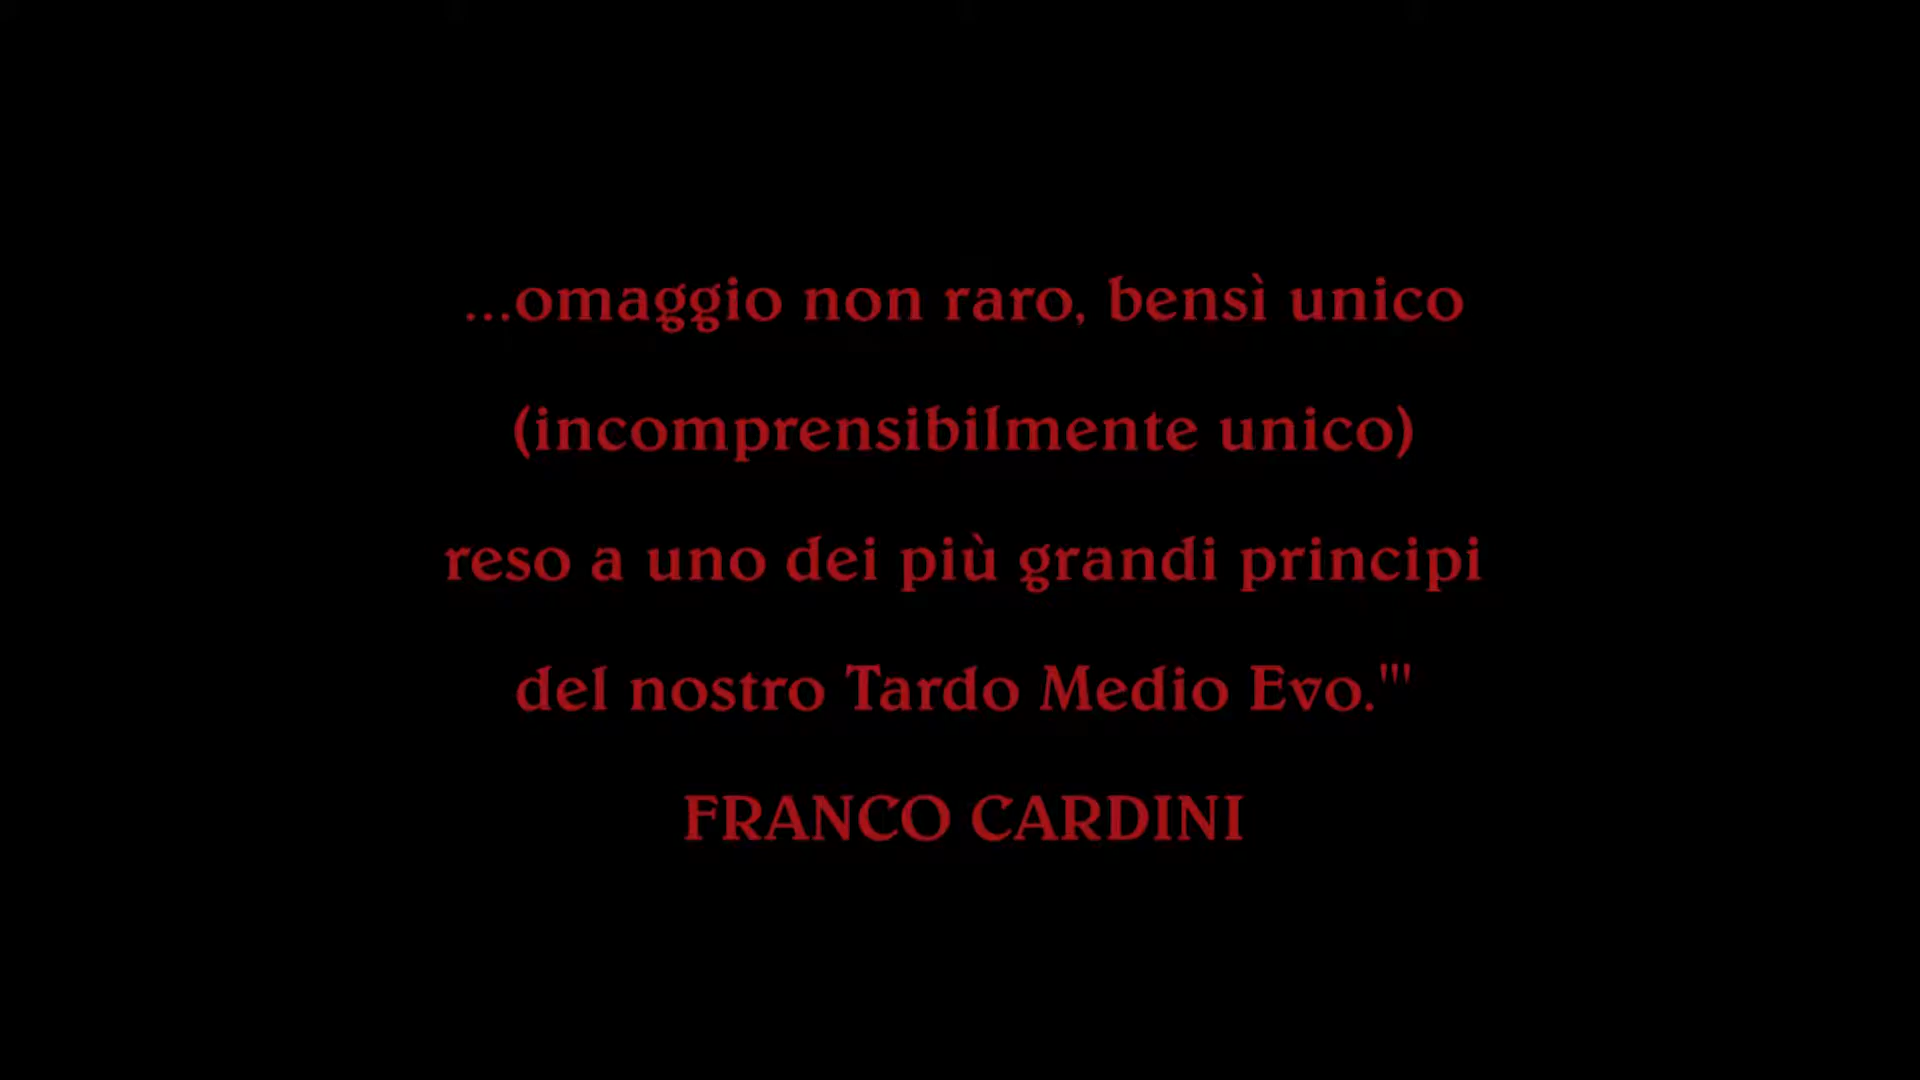 ...omaggio non raro, bensì unico
(incomprensibilmente unico)
reso a uno dei più grandi principi
del nostro Tardo Medio Evo."'
FRANCO CARDINI